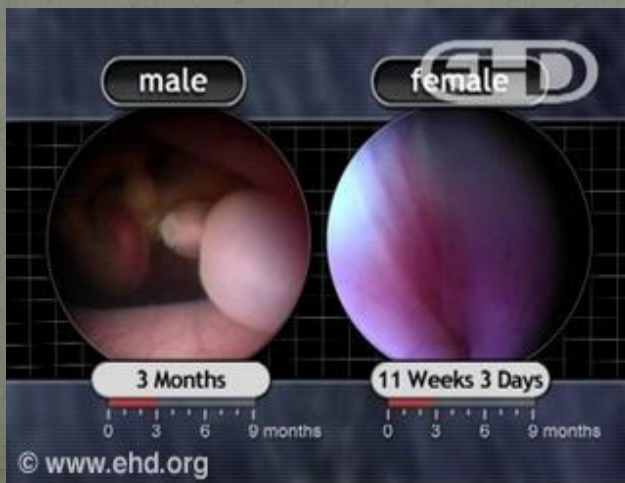 male
female
EHD
3 Months
11 Weeks 3 Days
0 3 6 9 months
0 3 6 9 months
© www.ehd.org